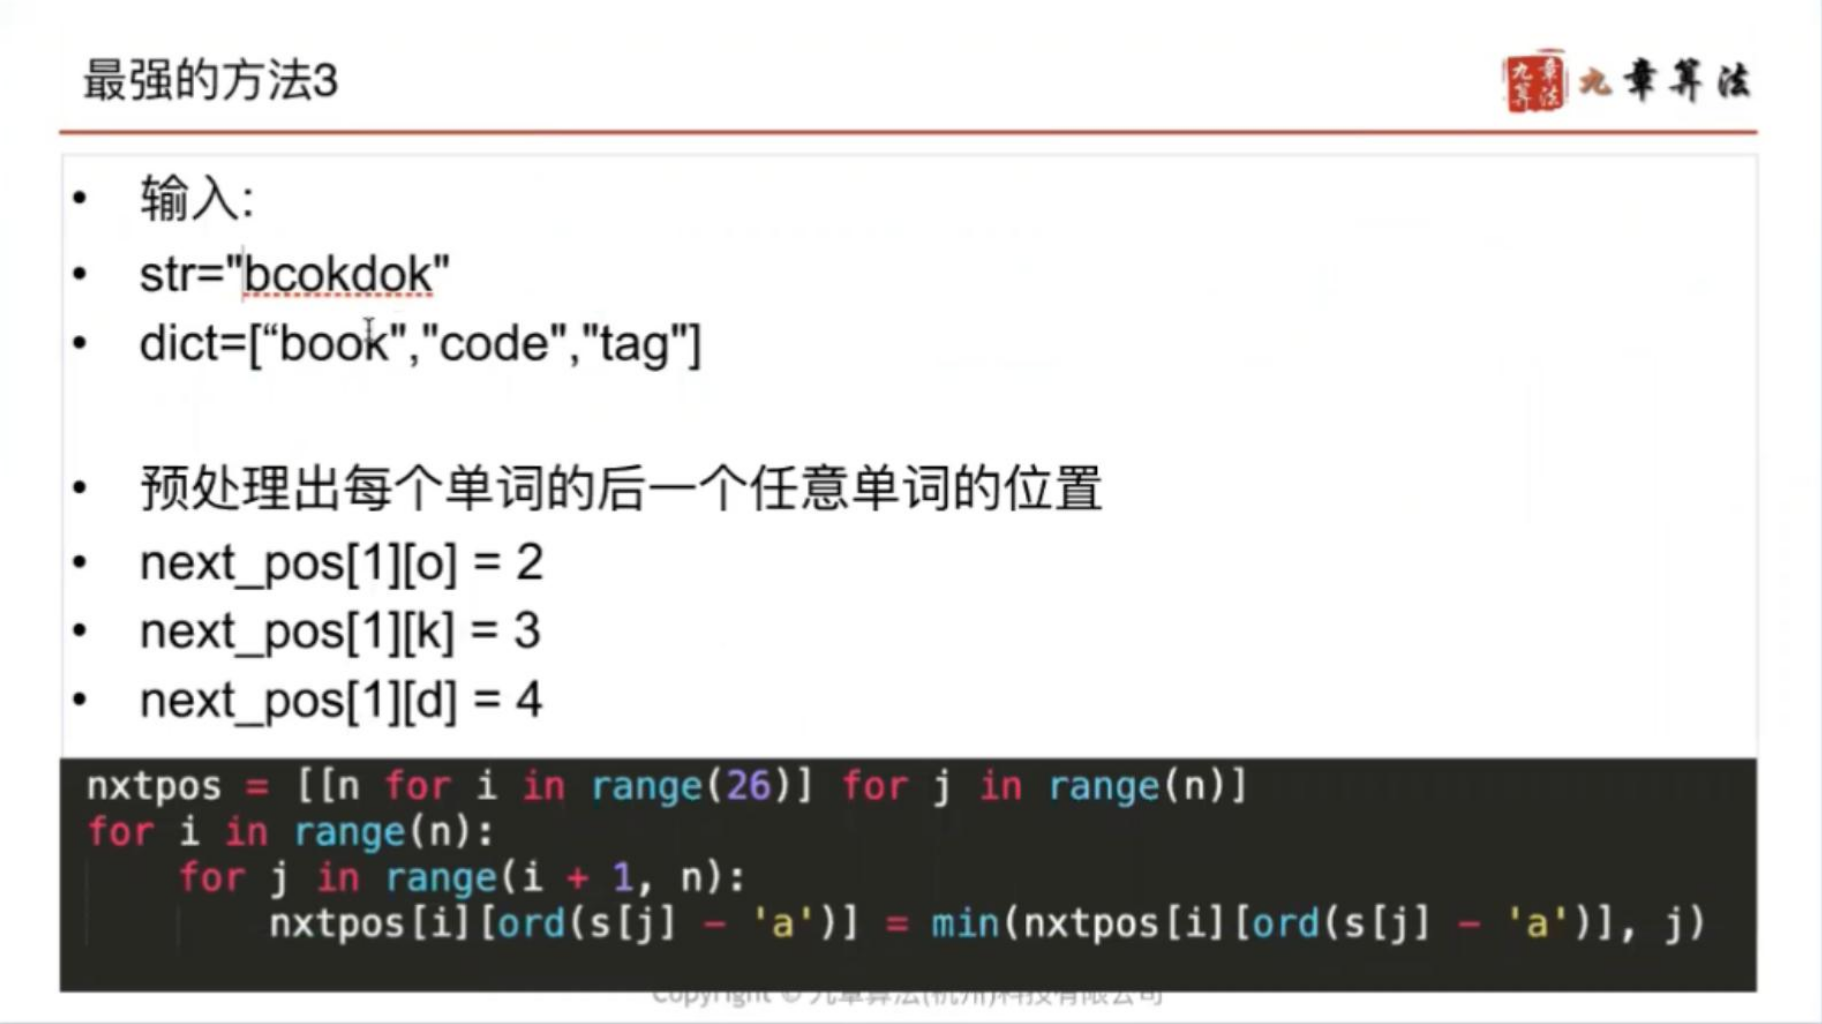 最强的方法3
九章算法 九章算法
• 输入:
• str="bcokdok"
• dict=[“book","code","tag"]
• 预处理出每个单词的后一个任意单词的位置
• next_pos[1][o] = 2
• next_pos[1][k] = 3
• next_pos[1][d] = 4
nxtpos = [[n for i in range(26)] for j in range(n)]
for i in range(n):
    for j in range(i + 1, n):
        nxtpos[i][ord(s[j] - 'a')] = min(nxtpos[i][ord(s[j] - 'a')], j)
Copyright © 九章算法(杭州)科技有限公司